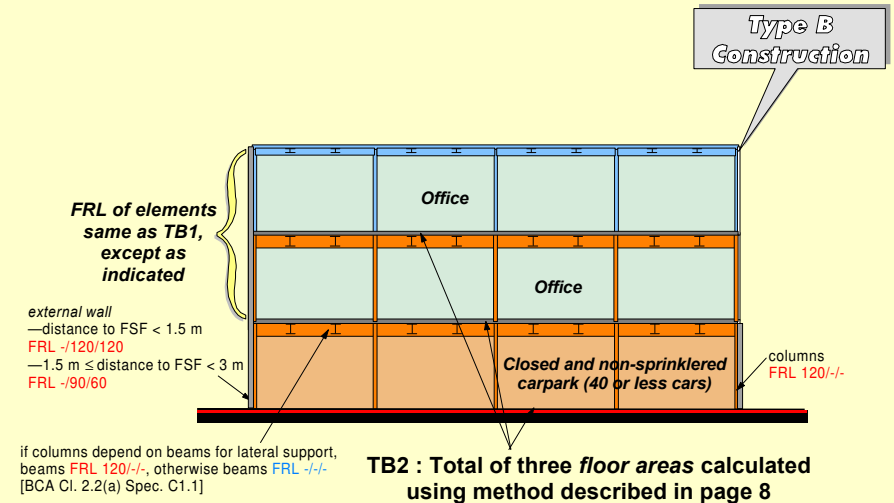 Type B
Construction
Office
FRL of elements
same as TB1,
except as
indicated
Office
external wall
—distance to FSF < 1.5 m
FRL -/120/120
—1.5 m ≤ distance to FSF < 3 m
FRL -/90/60
Closed and non-sprinklered
carpark (40 or less cars)
columns
FRL 120/-/-
if columns depend on beams for lateral support,
beams FRL 120/-/-, otherwise beams FRL -/-/-
[BCA Cl. 2.2(a) Spec. C1.1]
TB2 : Total of three floor areas calculated
using method described in page 8